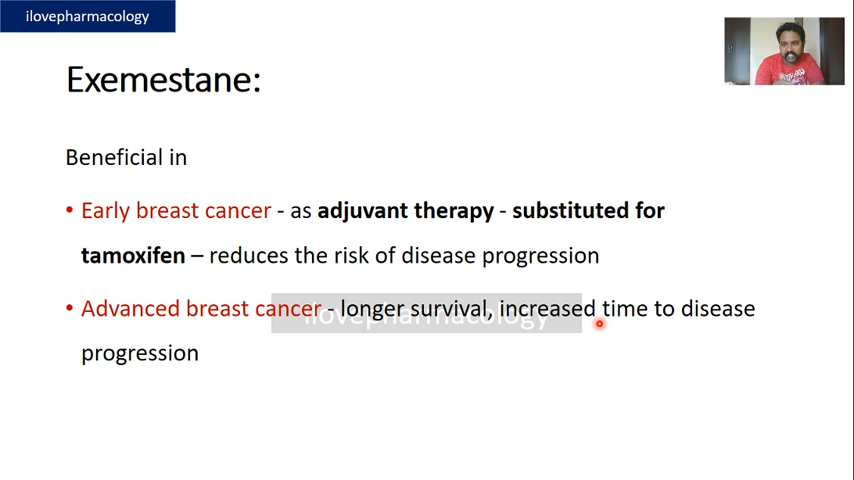 ilovepharmacology
Exemestane:
Beneficial in
• Early breast cancer - as adjuvant therapy - substituted for
tamoxifen – reduces the risk of disease progression
• Advanced breast cancer - longer survival, increased time to disease
ilovepharmacology
progression